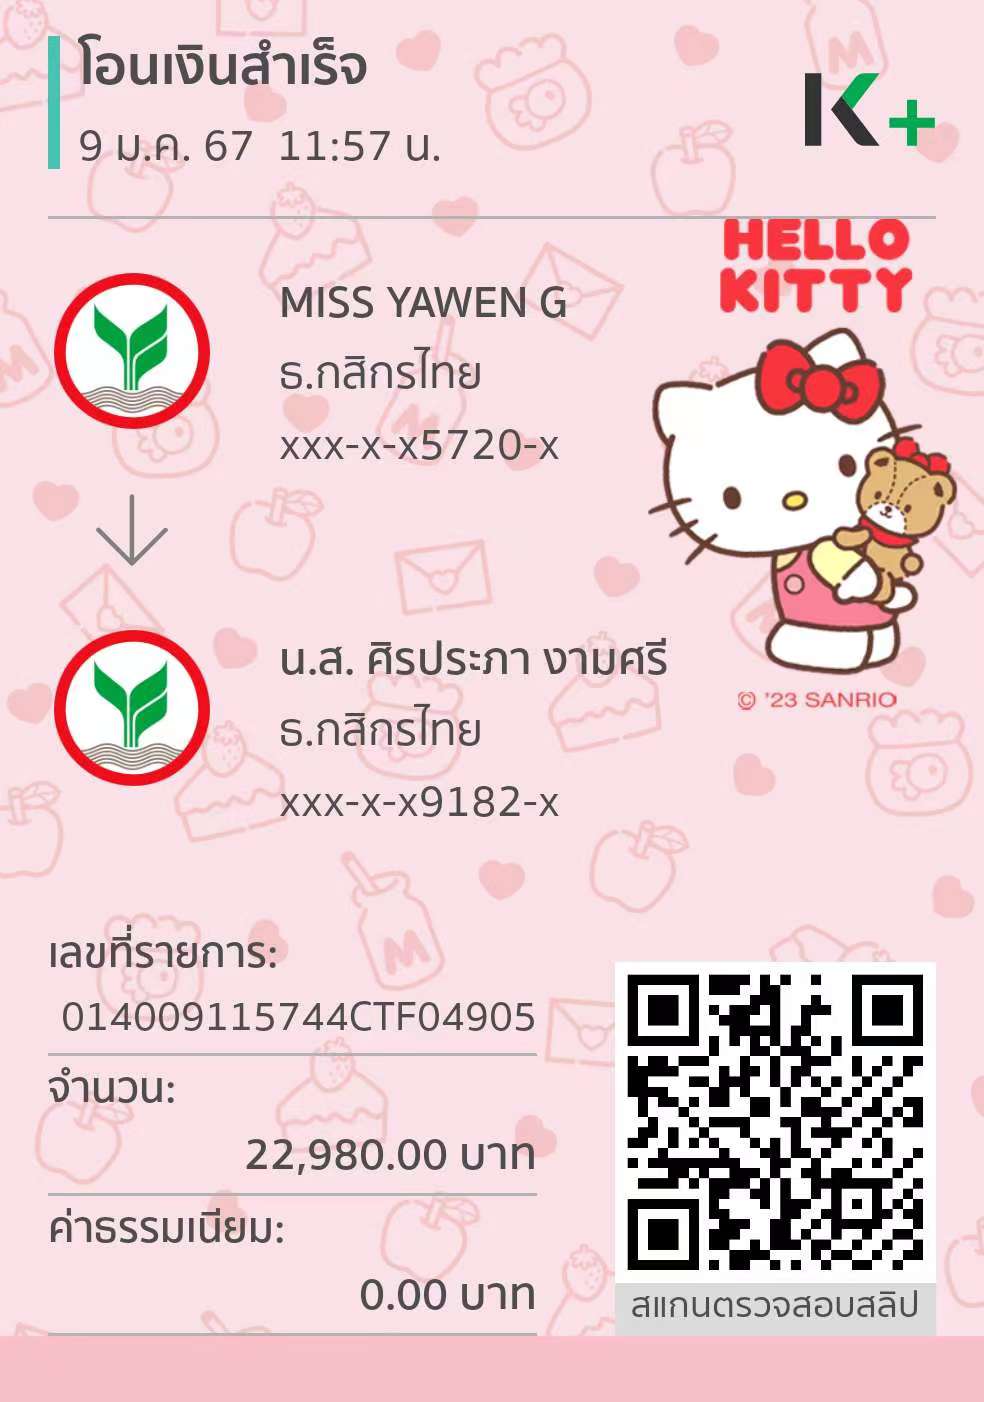 โอนเงินสำเร็จ
9 ม.ค. 67 11:57 น.
K+
HELLO
KITTY
MISS YAWEN G
ธ.กสิกรไทย
xxx-x-x5720-x
น.ส. ศิรประภา งามศรี
ธ.กสิกรไทย
xxx-x-x9182-x
© '23 SANRIO
เลขที่รายการ:
014009115744CTF04905
จำนวน:
22,980.00 บาท
ค่าธรรมเนียม:
0.00 บาท
สแกนตรวจสอบสลิป